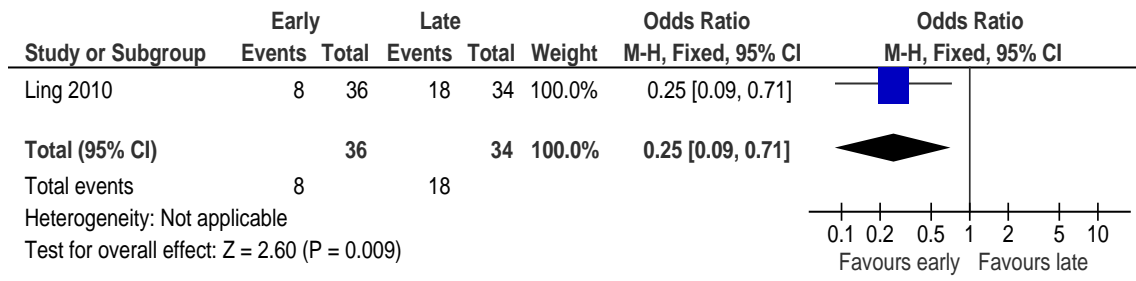 Early Late Odds Ratio Odds Ratio
Study or Subgroup Events Total Events Total Weight M-H, Fixed, 95% CI M-H, Fixed, 95% CI
Ling 2010 8 36 18 34 100.0% 0.25 [0.09, 0.71]
Total (95% CI) 36 34 100.0% 0.25 [0.09, 0.71]
Total events 8 18
Heterogeneity: Not applicable
Test for overall effect: Z = 2.60 (P = 0.009)
0.1 0.2 0.5 1 2 5 10
Favours early Favours late